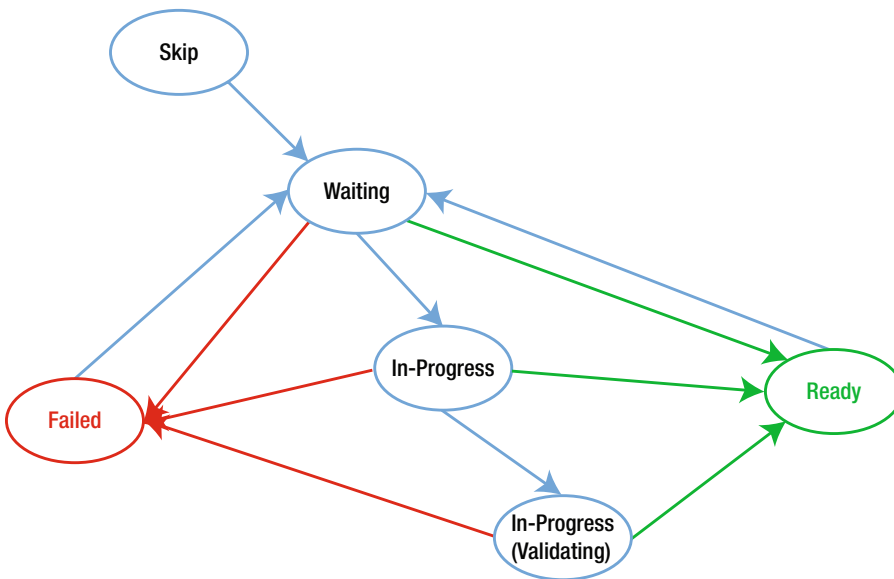 Skip
Waiting
In-Progress
Ready
Failed
In-Progress
(Validating)